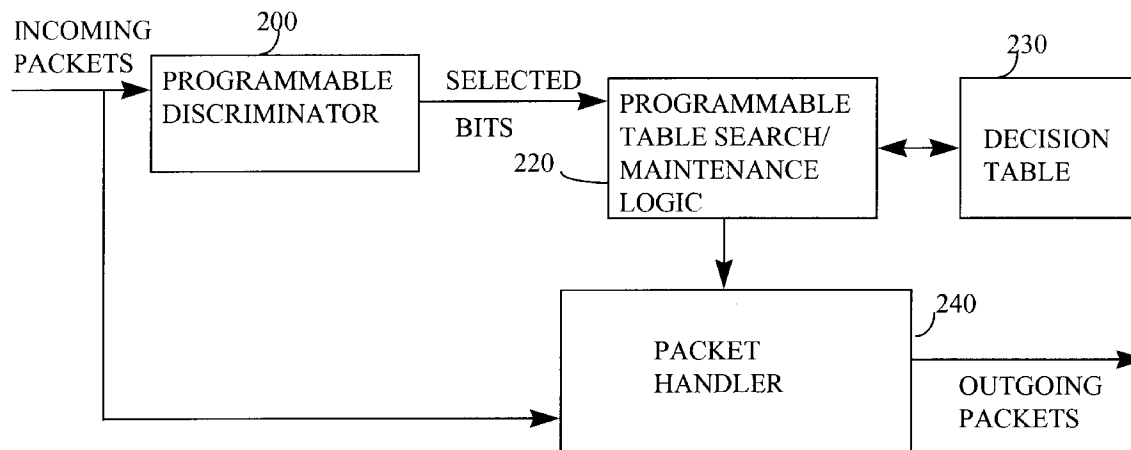 INCOMING
PACKETS
200
PROGRAMMABLE
DISCRIMINATOR
SELECTED
BITS
220
PROGRAMMABLE
TABLE SEARCH/
MAINTENANCE
LOGIC
230
DECISION
TABLE
PACKET
HANDLER
240
OUTGOING
PACKETS